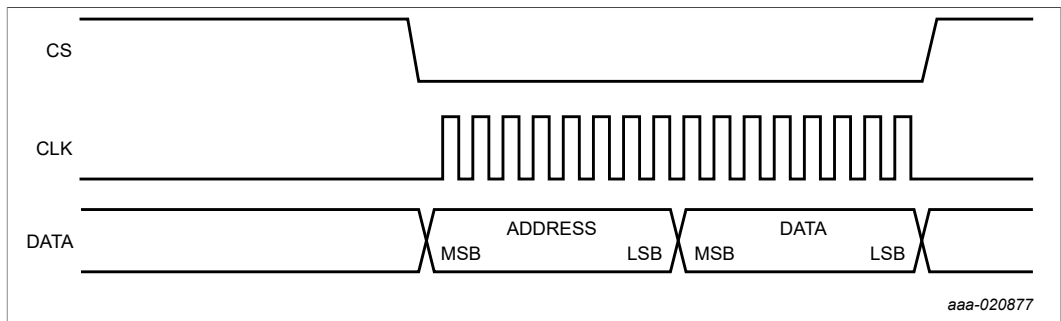 CS
CLK
DATA
ADDRESS
DATA
MSB
LSB
MSB
LSB
aaa-020877